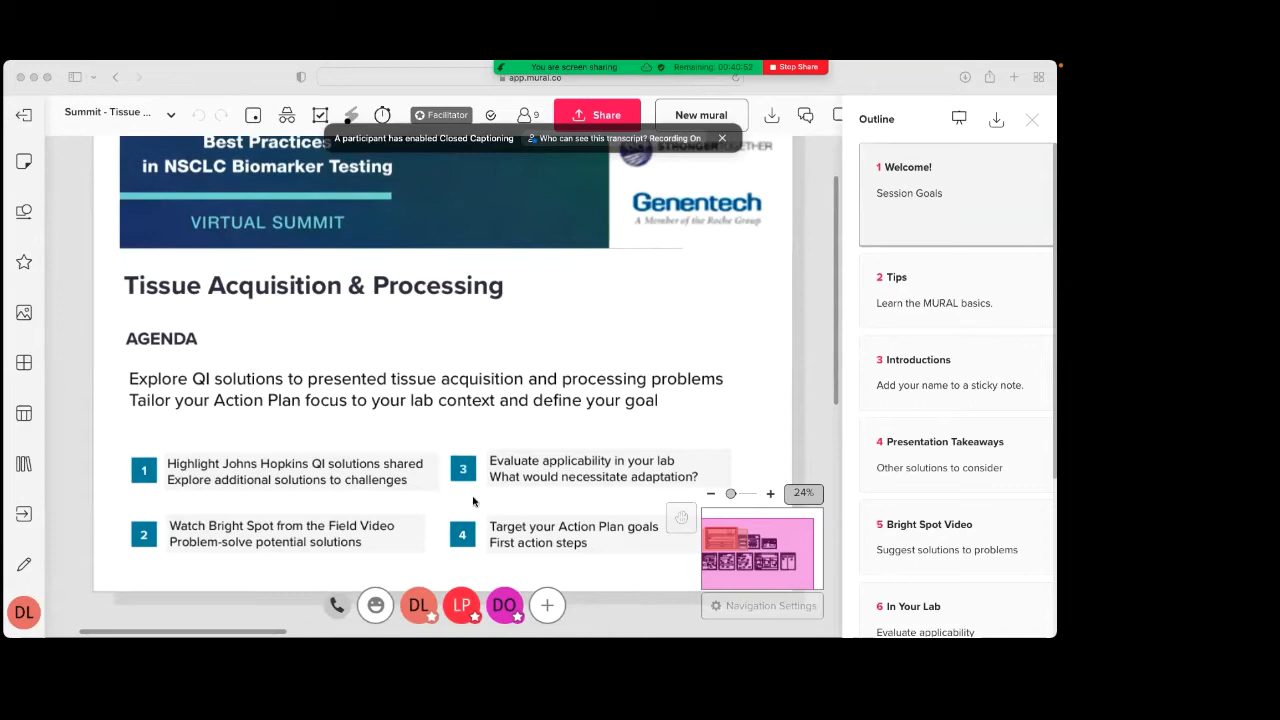 You are screen sharing
Remaining: 00:40:52
Stop Share
app.mural.co
Summit - Tissue ...
Facilitator
9
Share
New mural
A participant has enabled Closed Captioning
Who can see this transcript? Recording On
Best Practices
in NSCLC Biomarker Testing
VIRTUAL SUMMIT
STRONGERTOGETHER
Genentech
A Member of the Roche Group
Tissue Acquisition & Processing
AGENDA
Explore QI solutions to presented tissue acquisition and processing problems
Tailor your Action Plan focus to your lab context and define your goal
1
Highlight Johns Hopkins QI solutions shared
Explore additional solutions to challenges
2
Watch Bright Spot from the Field Video
Problem-solve potential solutions
3
Evaluate applicability in your lab
What would necessitate adaptation?
4
Target your Action Plan goals
First action steps
24%
Navigation Settings
DL
LP
DO
DL
Outline
1 Welcome!
Session Goals
2 Tips
Learn the MURAL basics.
3 Introductions
Add your name to a sticky note.
4 Presentation Takeaways
Other solutions to consider
5 Bright Spot Video
Suggest solutions to problems
6 In Your Lab
Evaluate applicability